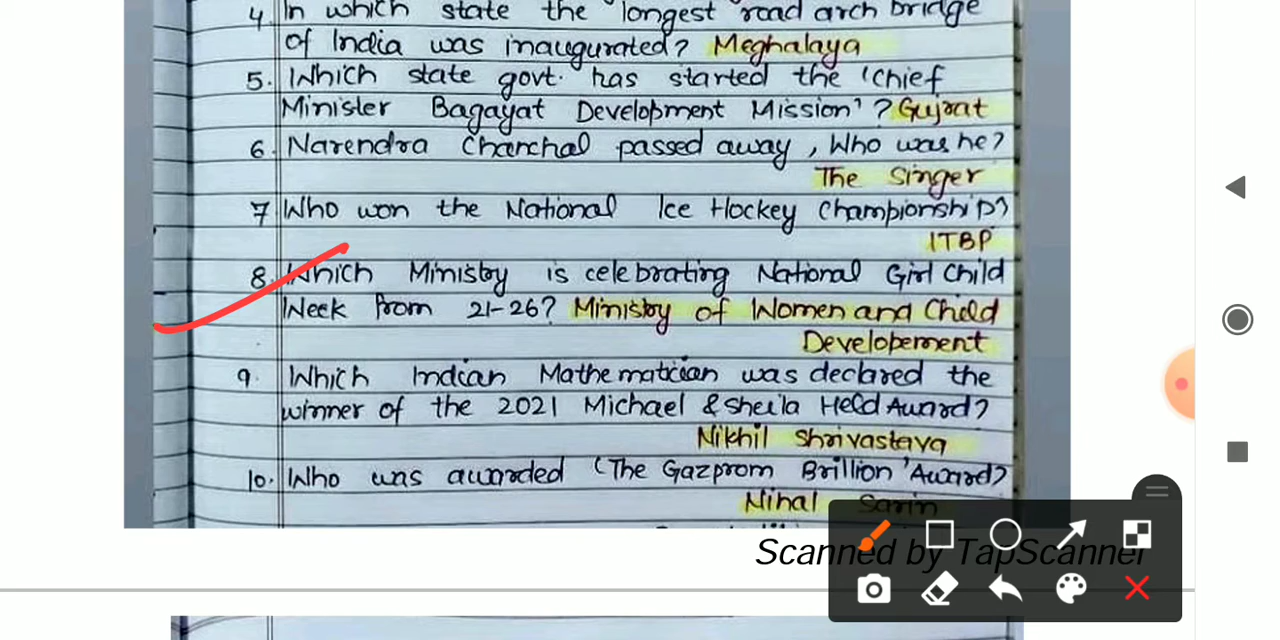 4. In which state the longest road arch bridge
of India was inaugurated? Meghalaya
5. Which state govt. has started the 'Chief
Minister Bagayat Development Mission'? Gujrat
6. Narendra Chanchal passed away, Who was he?
The Singer
7 Who won the National Ice Hockey Championship?
ITBP
8. Which Ministry is celebrating National Girl Child
Week from 21-26? Ministry of Women and Child
Developement
9. Which Indian Mathematician was declared the
winner of the 2021 Michael & Sheila Held Award?
Nikhil Shrivastava
10. Who was awarded 'The Gazprom Brillion' Award?
Nihal Sarin
Scanned by TapScanner